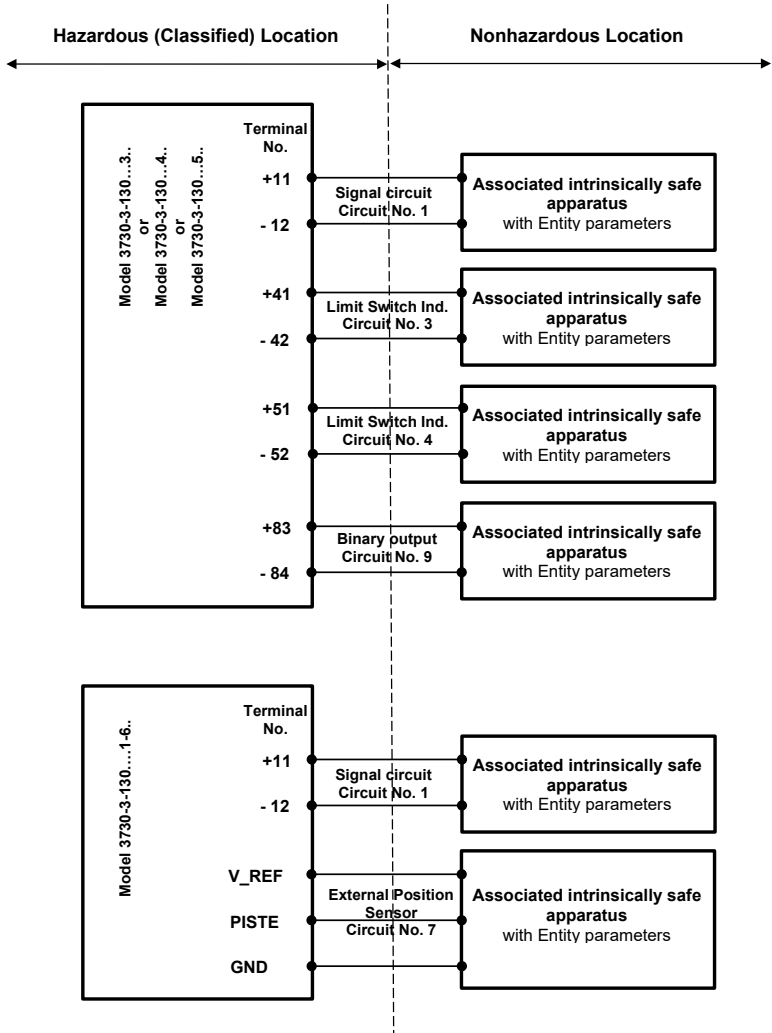 Hazardous (Classified) Location
Nonhazardous Location
Model 3730-3-130...3..
or
Model 3730-3-130...4..
or
Model 3730-3-130...5..
Terminal
No.
+11
Signal circuit
Circuit No. 1
- 12
Associated intrinsically safe
apparatus
with Entity parameters
+41
Limit Switch Ind.
Circuit No. 3
- 42
Associated intrinsically safe
apparatus
with Entity parameters
+51
Limit Switch Ind.
Circuit No. 4
- 52
Associated intrinsically safe
apparatus
with Entity parameters
+83
Binary output
Circuit No. 9
- 84
Associated intrinsically safe
apparatus
with Entity parameters
Model 3730-3-130....1-6..
Terminal
No.
+11
Signal circuit
Circuit No. 1
- 12
Associated intrinsically safe
apparatus
with Entity parameters
V_REF
External Position
Sensor
Circuit No. 7
PISTE
GND
Associated intrinsically safe
apparatus
with Entity parameters